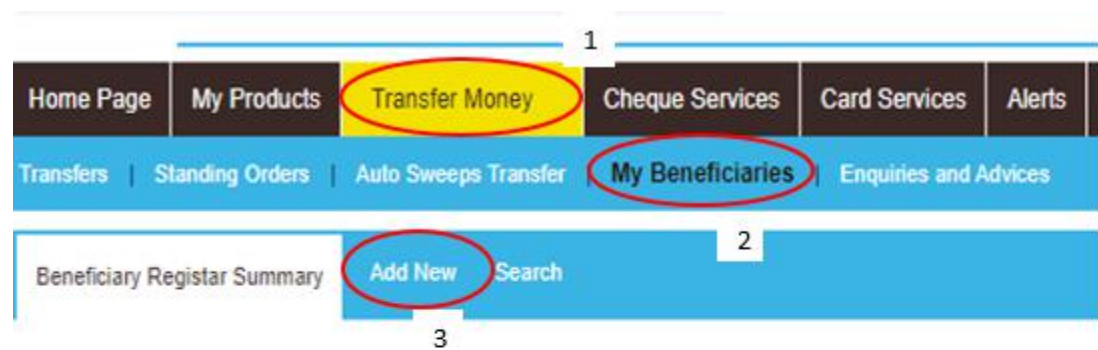 1
Home Page My Products Transfer Money Cheque Services Card Services Alerts
Transfers | Standing Orders | Auto Sweeps Transfer | My Beneficiaries | Enquiries and Advices
2
Beneficiary Registar Summary Add New Search
3